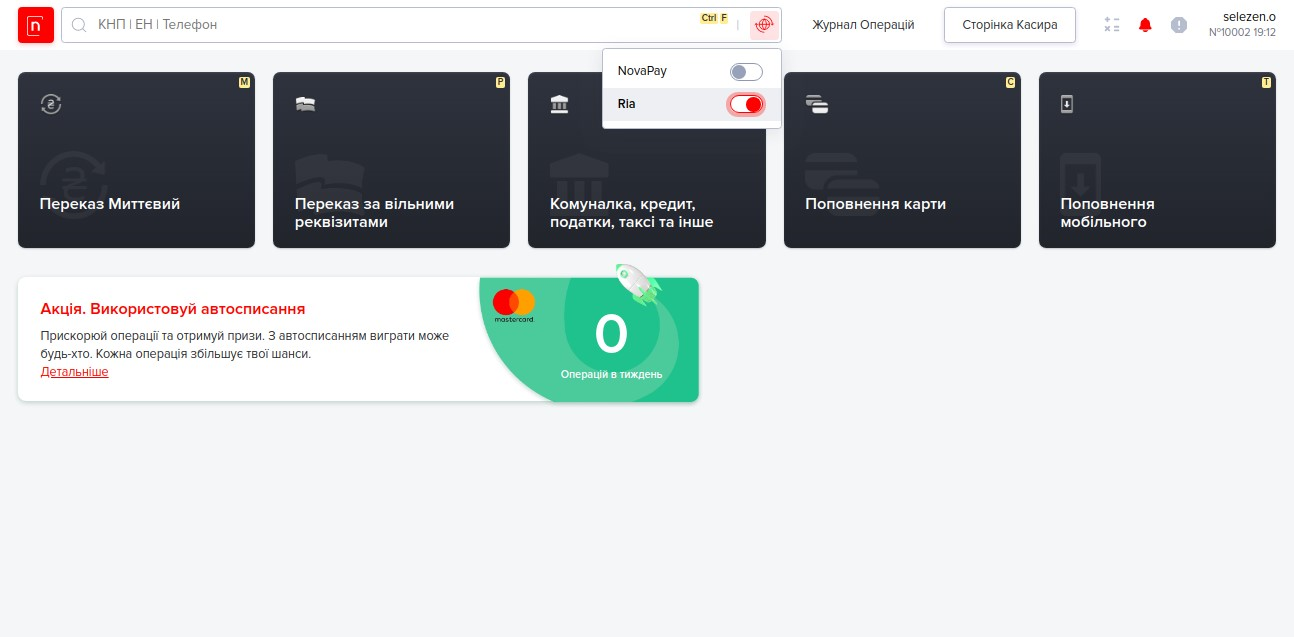 n
КНП | ЕН | Телефон
Ctrl F
Журнал Операцій
Сторінка Касира
selezen.o
№10002 19:12
NovaPay
Ria
M
Переказ Миттєвий
P
Переказ за вільними
реквізитами
Комуналка, кредит,
податки, таксі та інше
C
Поповнення карти
T
Поповнення
мобільного
Акція. Використовуй автосписання
Прискорюй операції та отримуй призи. З автосписанням виграти може
будь-хто. Кожна операція збільшує твої шанси.
Детальніше
mastercard.
0
Операцій в тиждень